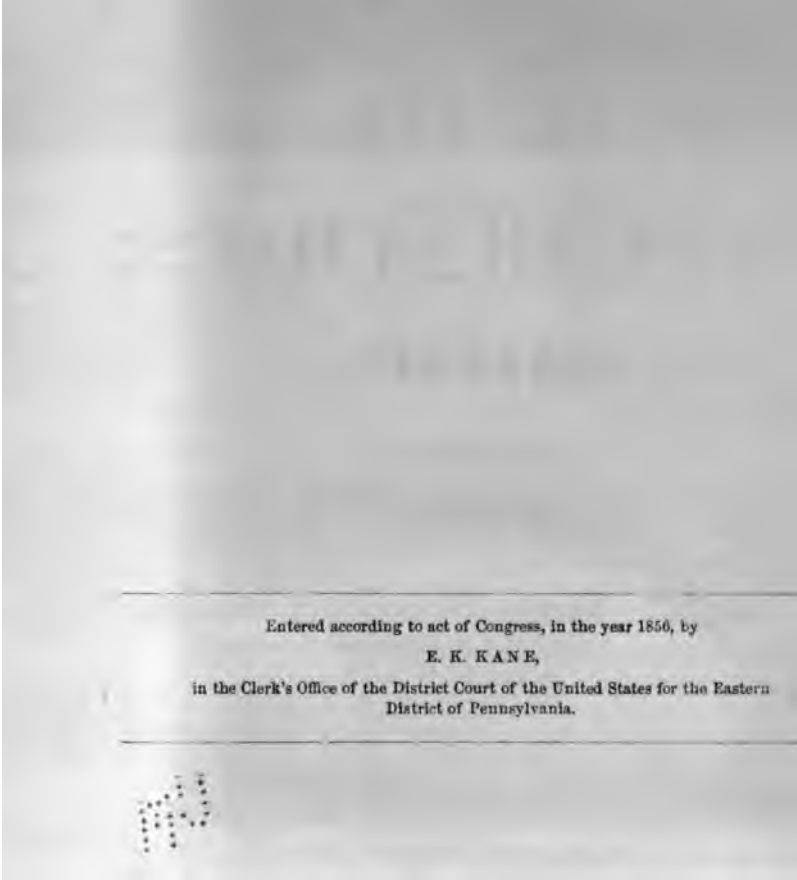 Entered according to act of Congress, in the year 1856, by
E. K. KANE,
in the Clerk's Office of the District Court of the United States for the Eastern
District of Pennsylvania.